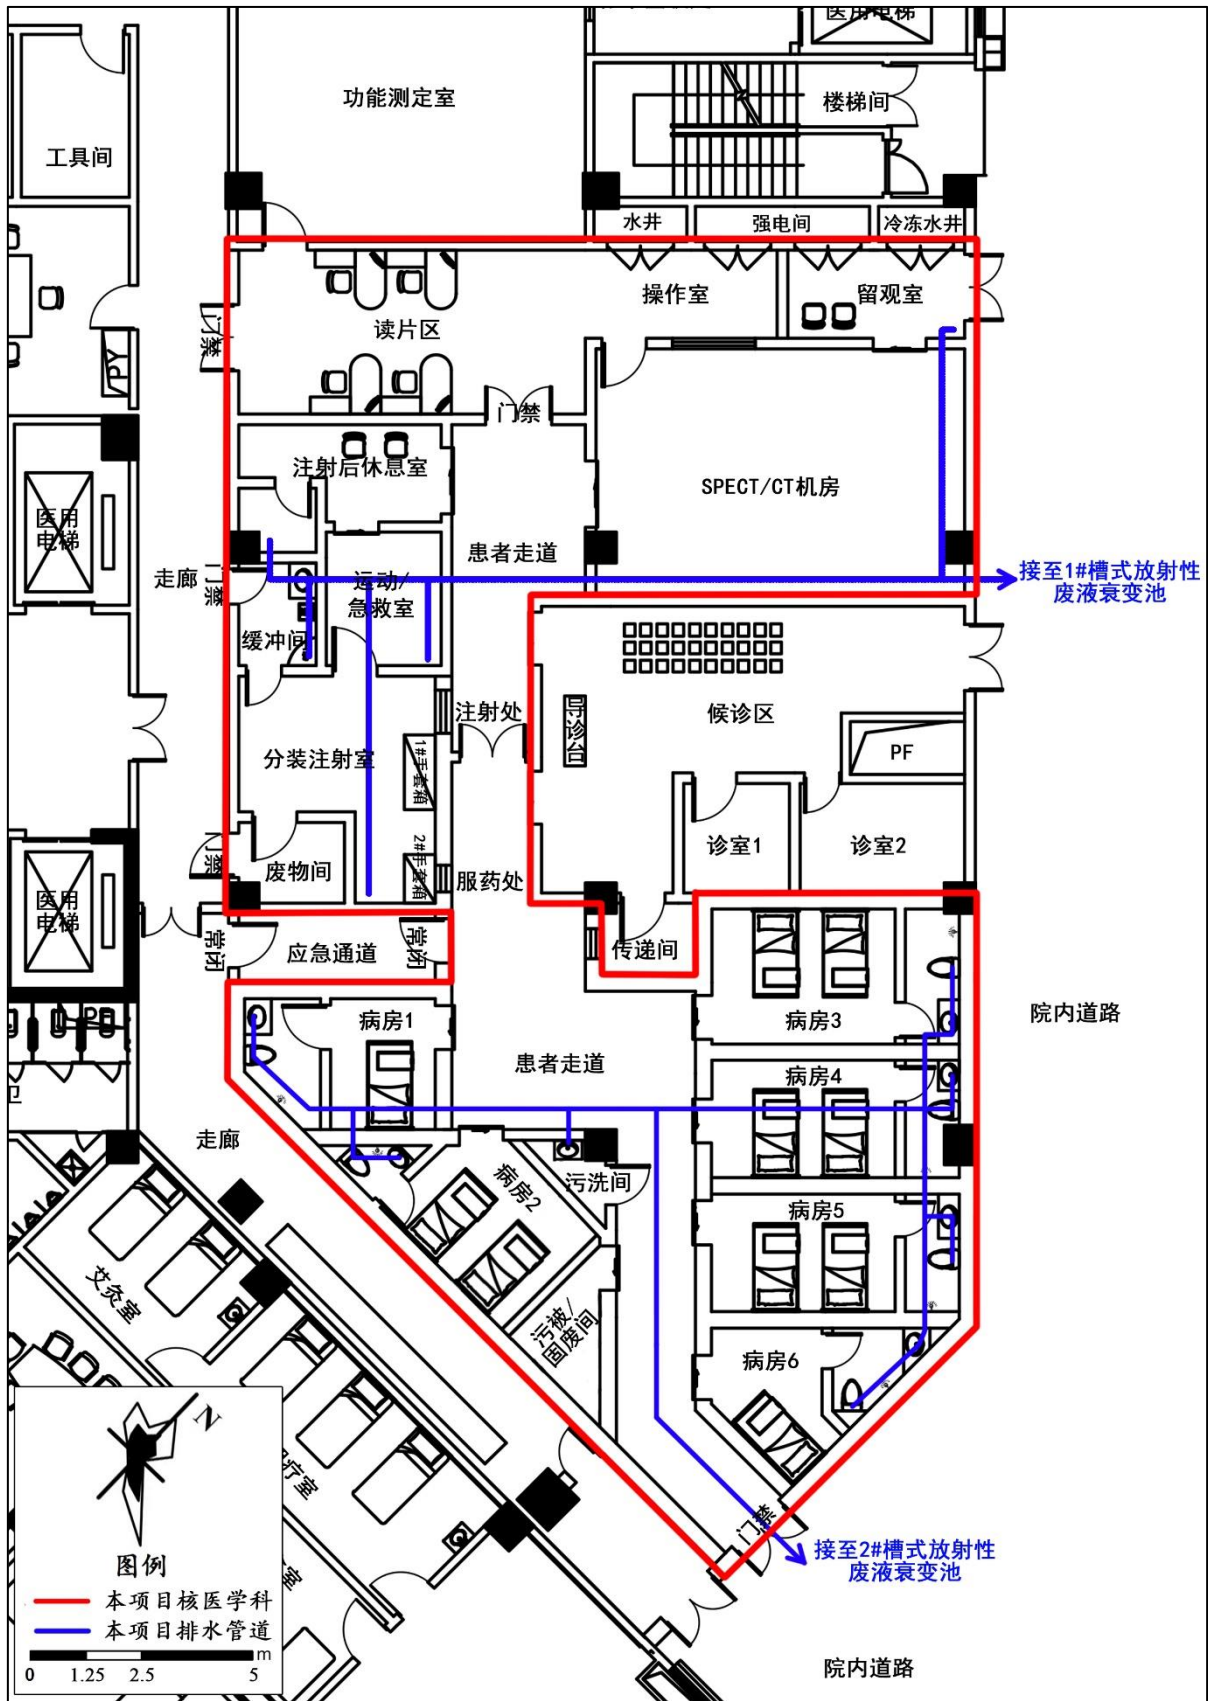 医用电梯
功能测定室
楼梯间
工具间
水井
强电间
冷冻水井
操作室
留观室
读片区
门禁
PY
门禁
注射后休息室
SPECT/CT机房
医用
电梯
患者走道
走廊
门禁
运动/
急救室
接至1#槽式放射性
废液衰变池
缓冲间
注射处
导诊台
候诊区
PF
分装注射室
1#手套箱
诊室1
诊室2
门禁
废物间
2#手套箱
服药处
医用
电梯
常闭
应急通道
常闭
传递间
病房1
病房3
院内道路
患者走道
病房4
卫
走廊
病房2
污洗间
病房5
艾灸室
污被/
固废间
病房6
N
疗室
门禁
接至2#槽式放射性
废液衰变池
图例
室
本项目核医学科
本项目排水管道
m
0 1.25 2.5 5
院内道路